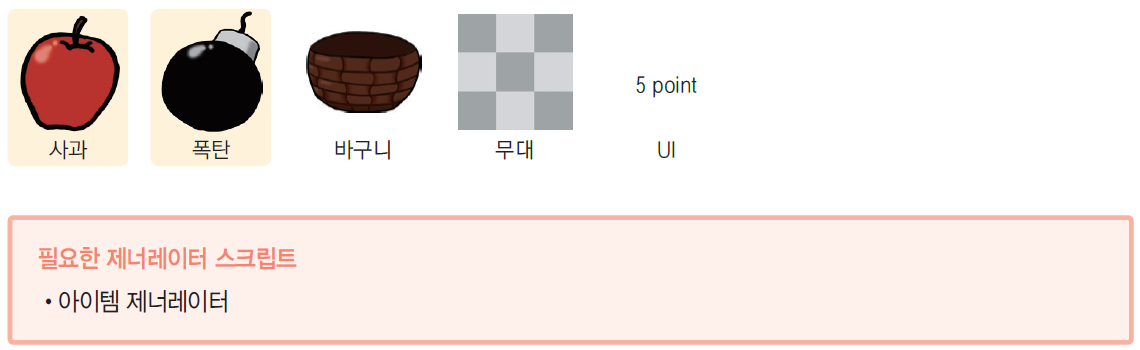 5 point
사과
폭탄
바구니
무대
UI
필요한 제너레이터 스크립트
• 아이템 제너레이터